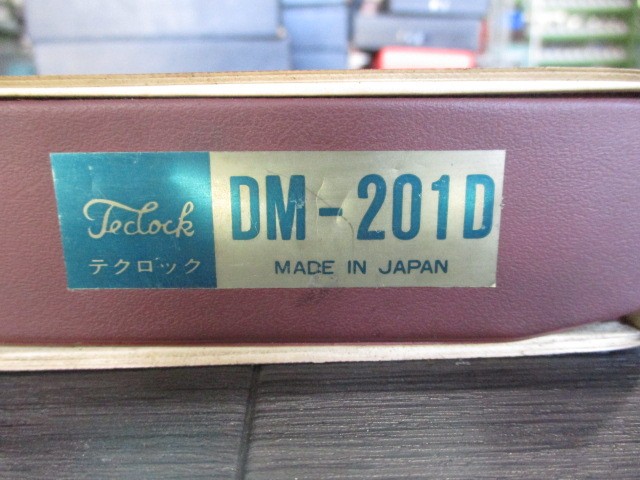 Teclock
テクロック
DM-201D
MADE IN JAPAN